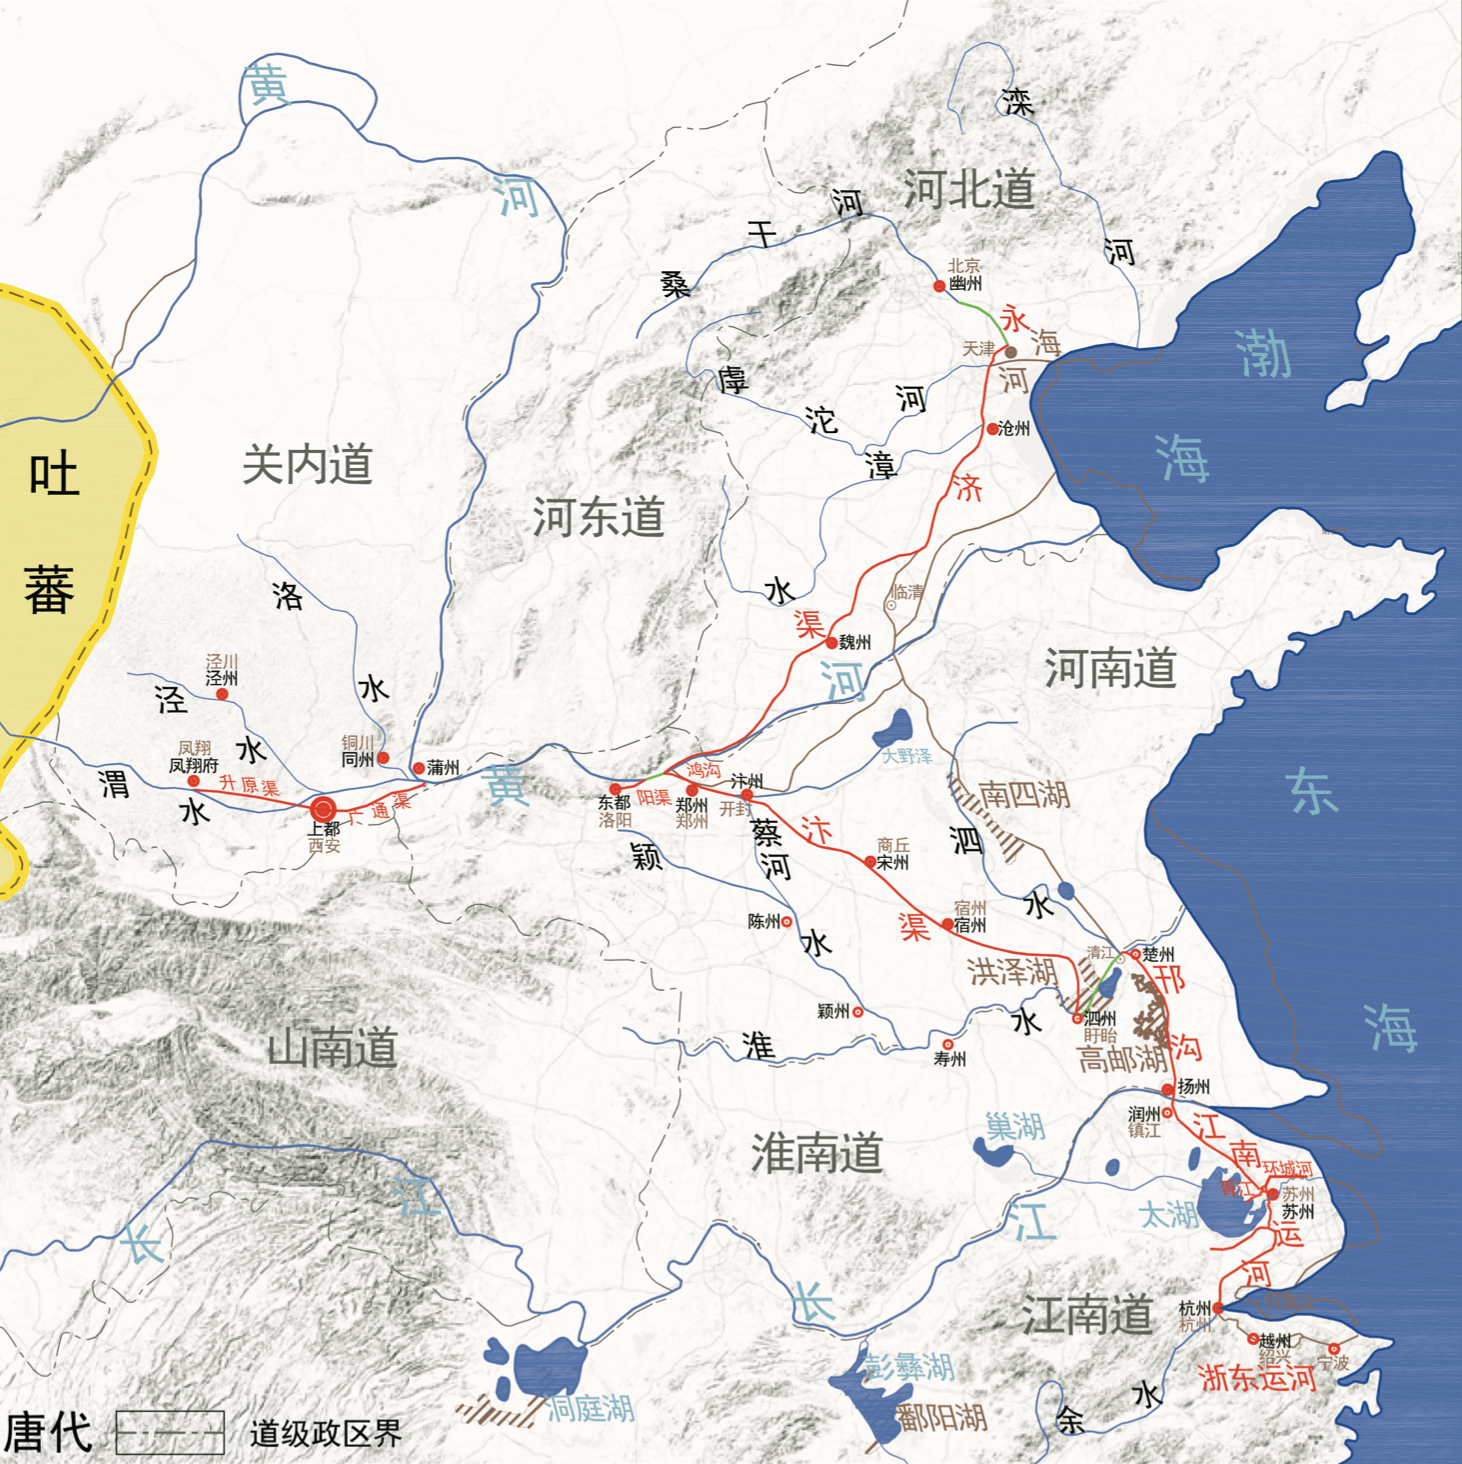 黄
河
滦
河
河北道
桑
干
河
北京
幽州
永
济
渠
天津
海
河
渤
海
虖
沱
河
沧州
漳
水
吐
蕃
关内道
河东道
临清
魏州
河
河南道
洛
水
泾川
泾州
泾
水
凤翔
凤翔府
升原渠
铜川
同州
蒲州
渭
水
上都
西安
广通渠
黄
东都
洛阳
阳渠
鸿沟
郑州
郑州
汴州
开封
大野泽
南四湖
东
海
颍
水
蔡
河
汴
渠
商丘
宋州
泗
水
陈州
宿州
宿州
洪泽湖
清江
楚州
邗
沟
颖州
淮
水
寿州
泗州
盱眙
高邮湖
山南道
扬州
润州
镇江
巢湖
淮南道
江
南
运
河
环城河
胥江
苏州
苏州
太湖
长
江
长
江
江南道
杭州
杭州
越州
绍兴
宁波
浙东运河
彭蠡湖
鄱阳湖
洞庭湖
余
水
唐代
道级政区界